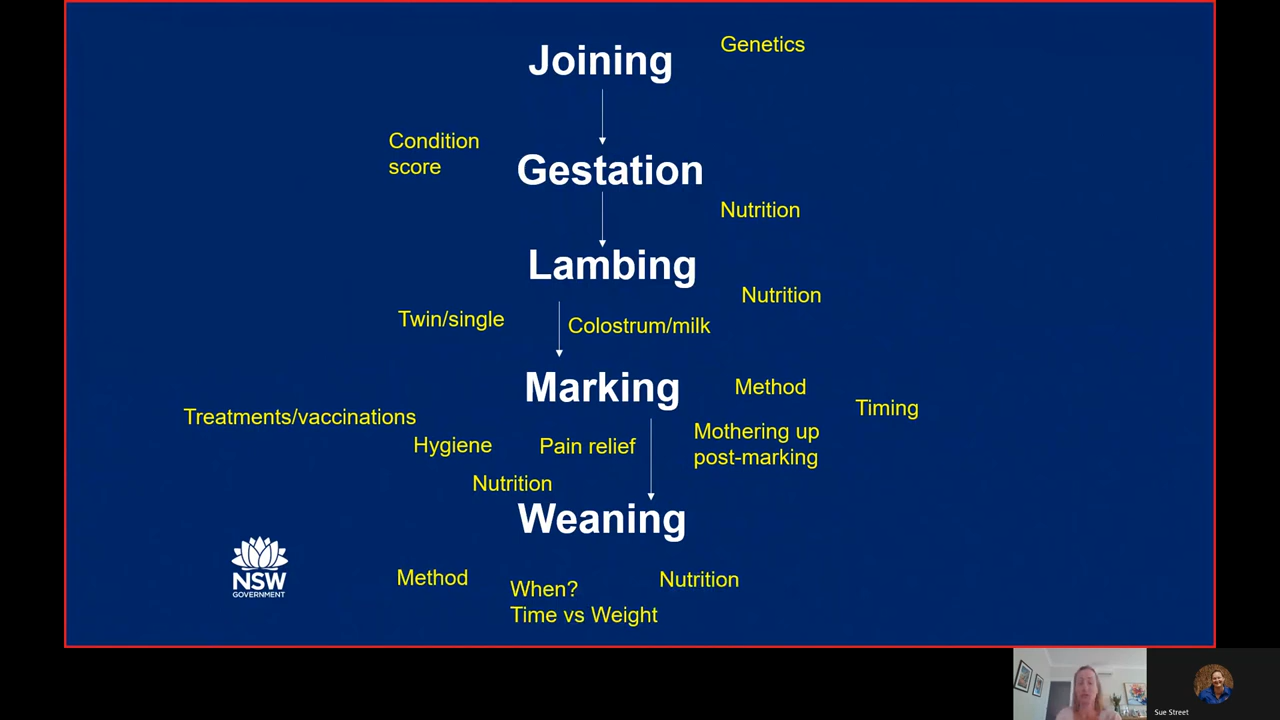 Joining
Genetics
Condition
score
Gestation
Nutrition
Lambing
Nutrition
Twin/single
Colostrum/milk
Marking
Method
Timing
Treatments/vaccinations
Hygiene
Pain relief
Mothering up
post-marking
Nutrition
Weaning
NSW
GOVERNMENT
Method
When?
Time vs Weight
Nutrition
Sue Street